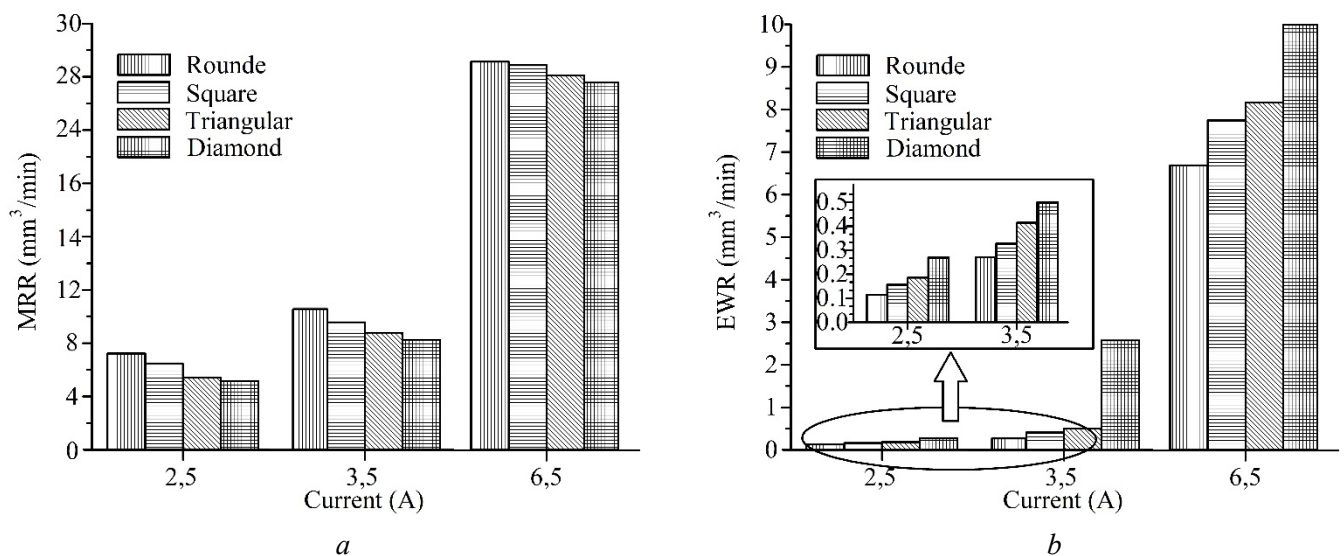 30
28
24
16
14
12
8
4
0
MRR (mm³/min)
Rounde
Square
Triangular
Diamond
2,5 3,5 6,5
Current (A)
a
10
9
8
7
6
5
4
3
2
1
0
EWR (mm³/min)
Rounde
Square
Triangular
Diamond
0.5
0.4
0.3
0.2
0.1
0.0
2,5 3,5
2,5 3,5 6,5
Current (A)
b